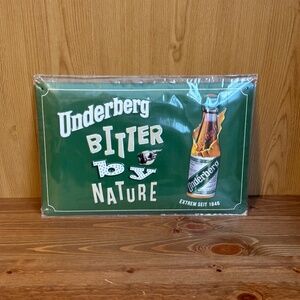 Underberg
BITTER
by
NATURE
Underberg
EXTREM SEIT 1846